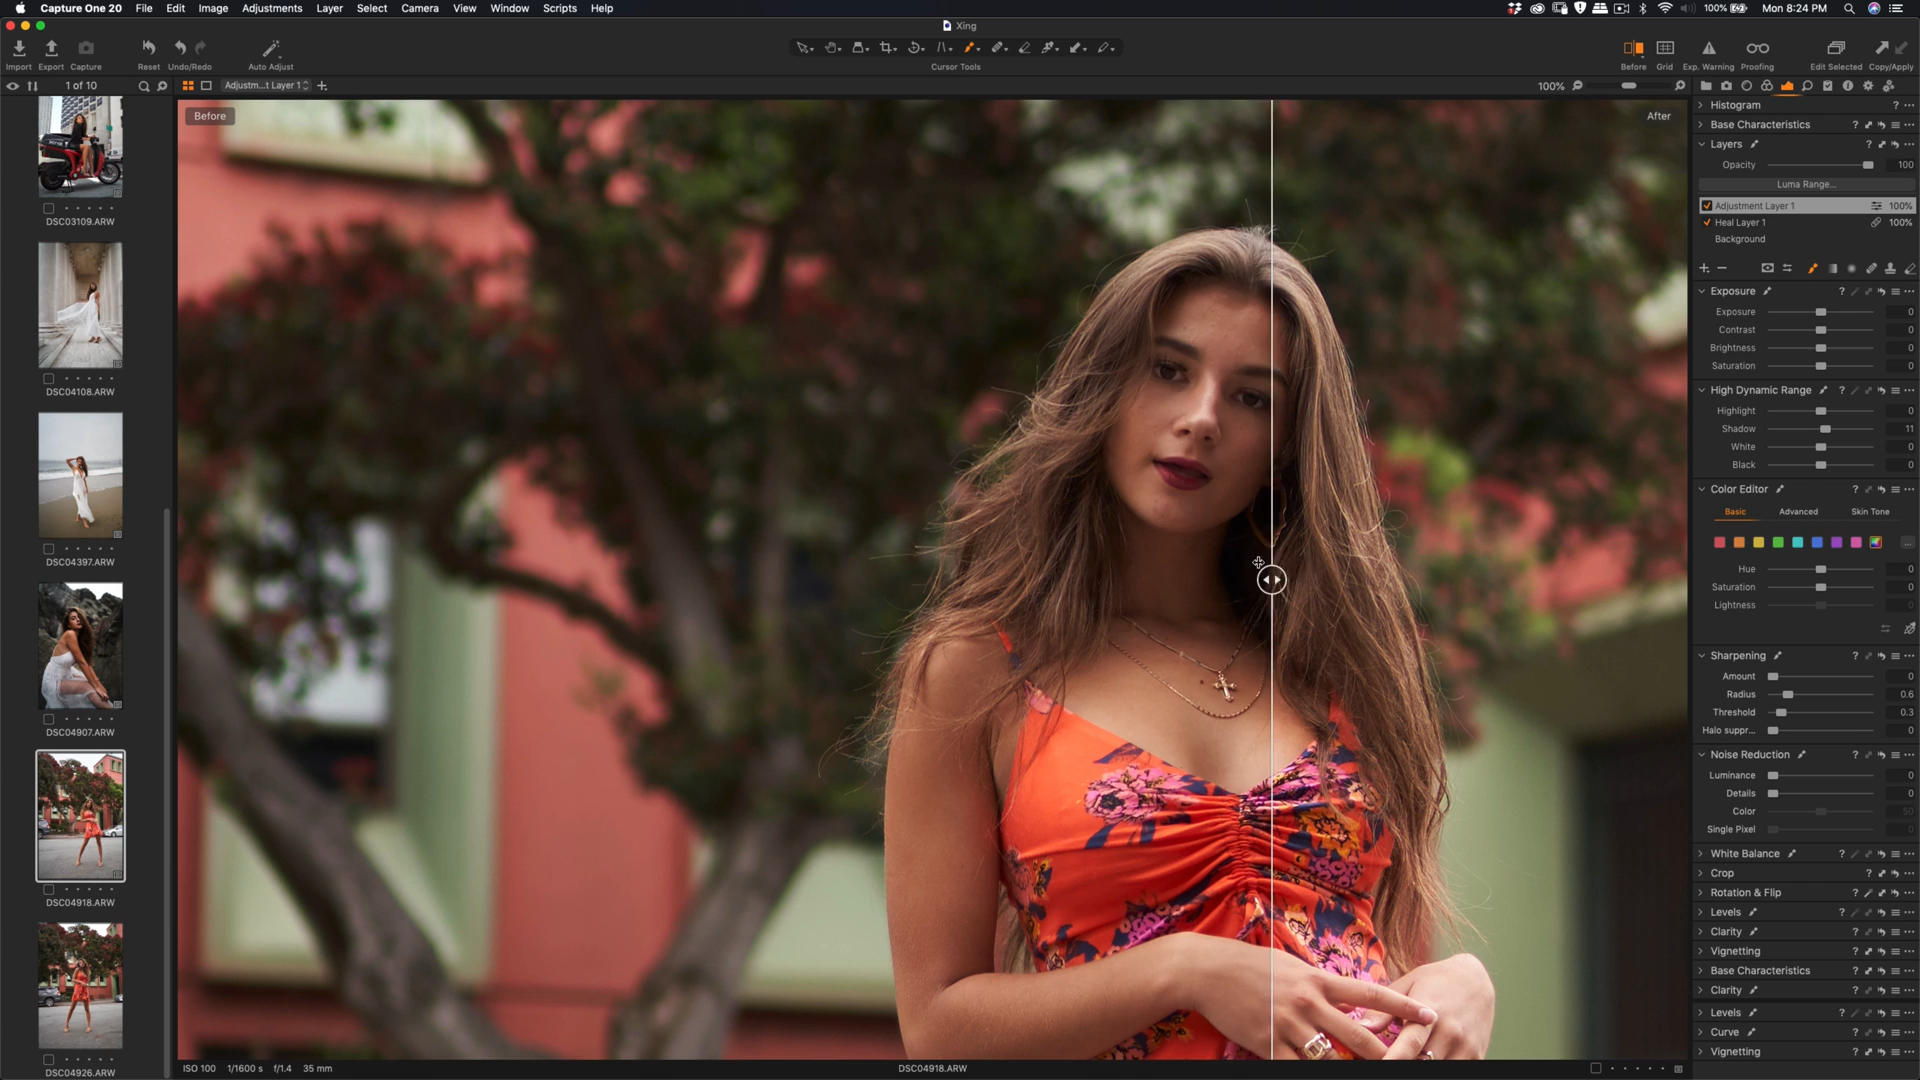 Capture One 20 File Edit Image Adjustments Layer Select Camera View Window Scripts Help 100% Mon 8:24 PM
Xing
Import Export Capture Reset Undo/Redo Auto Adjust Cursor Tools Before Grid Exp. Warning Proofing Edit Selected Copy/Apply
1 of 10 Adjustm...t Layer 1 100%
Before
After
DSC03109.ARW
DSC04108.ARW
DSC04397.ARW
DSC04907.ARW
DSC04918.ARW
DSC04926.ARW
ISO 100 1/1600 s f/1.4 35 mm
DSC04918.ARW
Histogram
Base Characteristics
Layers
Opacity 100
Luma Range...
Adjustment Layer 1 100%
Heal Layer 1 100%
Background
Exposure
Exposure 0
Contrast 0
Brightness 0
Saturation 0
High Dynamic Range
Highlight 0
Shadow 11
White 0
Black 0
Color Editor
Basic Advanced Skin Tone
Hue 0
Saturation 0
Lightness 0
Sharpening
Amount 0
Radius 0.6
Threshold 0.3
Halo suppr... 0
Noise Reduction
Luminance 0
Details 0
Color 50
Single Pixel 0
White Balance
Crop
Rotation & Flip
Levels
Clarity
Vignetting
Base Characteristics
Clarity
Levels
Curve
Vignetting